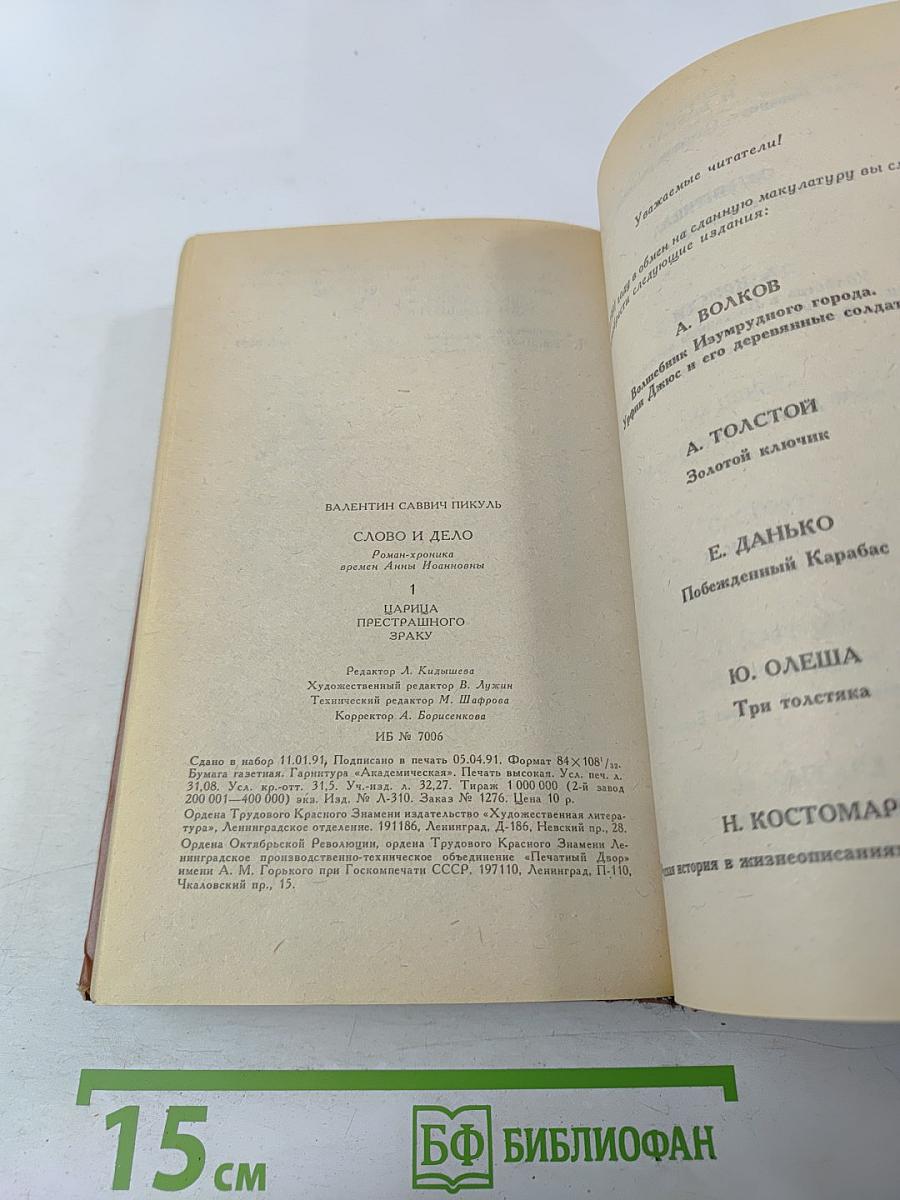 ВАЛЕНТИН САВВИЧ ПИКУЛЬ
СЛОВО И ДЕЛО
Роман-хроника
времен Анны Иоанновны
1
ЦАРИЦА
ПРЕСТРАШНОГО
ЗРАКУ
Редактор Л. Кидышева
Художественный редактор В. Лужин
Технический редактор М. Шафрова
Корректор А. Борисенкова
ИБ № 7006
Сдано в набор 11.01.91, Подписано в печать 05.04.91. Формат 84×108¹/₃₂.
Бумага газетная. Гарнитура «Академическая». Печать высокая. Усл. печ. л.
31,08. Усл. кр.-отт. 31,5. Уч.-изд. л. 32,27. Тираж 1 000 000 (2-й завод
200 001—400 000) экз. Изд. № Л-310. Заказ № 1276. Цена 10 р.
Ордена Трудового Красного Знамени издательство «Художественная литера-
тура», Ленинградское отделение. 191186, Ленинград, Д-186, Невский пр., 28.
Ордена Октябрьской Революции, ордена Трудового Красного Знамени Ле-
нинградское производственно-техническое объединение «Печатный Двор»
имени А. М. Горького при Госкомпечати СССР. 197110, Ленинград, П-110,
Чкаловский пр., 15.
Уважаемые читатели!
году в обмен на сданную макулатуру вы
следующие издания:
А. ВОЛКОВ
Волшебник Изумрудного города.
Урфин Джюс и его деревянные солдат
А. ТОЛСТОЙ
Золотой ключик
Е. ДАНЬКО
Побежденный Карабас
Ю. ОЛЕША
Три толстяка
Н. КОСТОМАР
история в жизнеописаниях
15 см
БФ БИБЛИОФАН